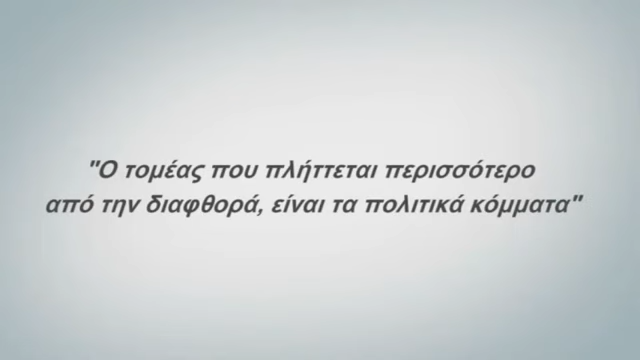 "Ο τομέας που πλήττεται περισσότερο
από την διαφθορά, είναι τα πολιτικά κόμματα"